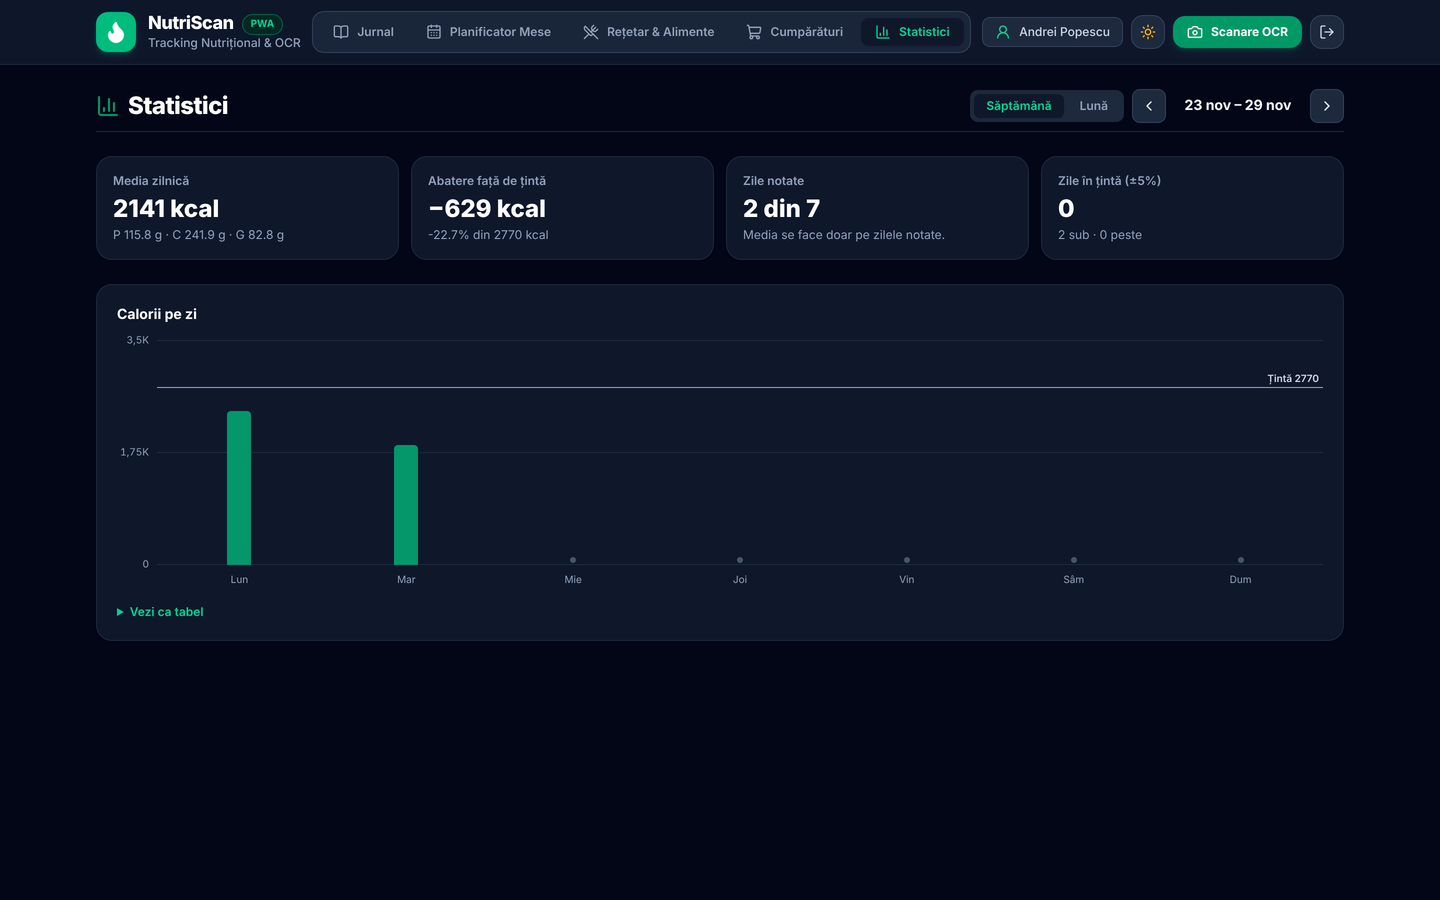 NutriScan PWA
Tracking Nutrițional & OCR
Jurnal
Planificator Mese
Rețetar & Alimente
Cumpărături
Statistici
Andrei Popescu
Scanare OCR
Statistici
Săptămână
Lună
23 nov – 29 nov
Media zilnică
2141 kcal
P 115.8 g · C 241.9 g · G 82.8 g
Abatere față de țintă
−629 kcal
-22.7% din 2770 kcal
Zile notate
2 din 7
Media se face doar pe zilele notate.
Zile în țintă (±5%)
0
2 sub · 0 peste
Calorii pe zi
3,5K
Țintă 2770
1,75K
0
Lun
Mar
Mie
Joi
Vin
Sâm
Dum
Vezi ca tabel